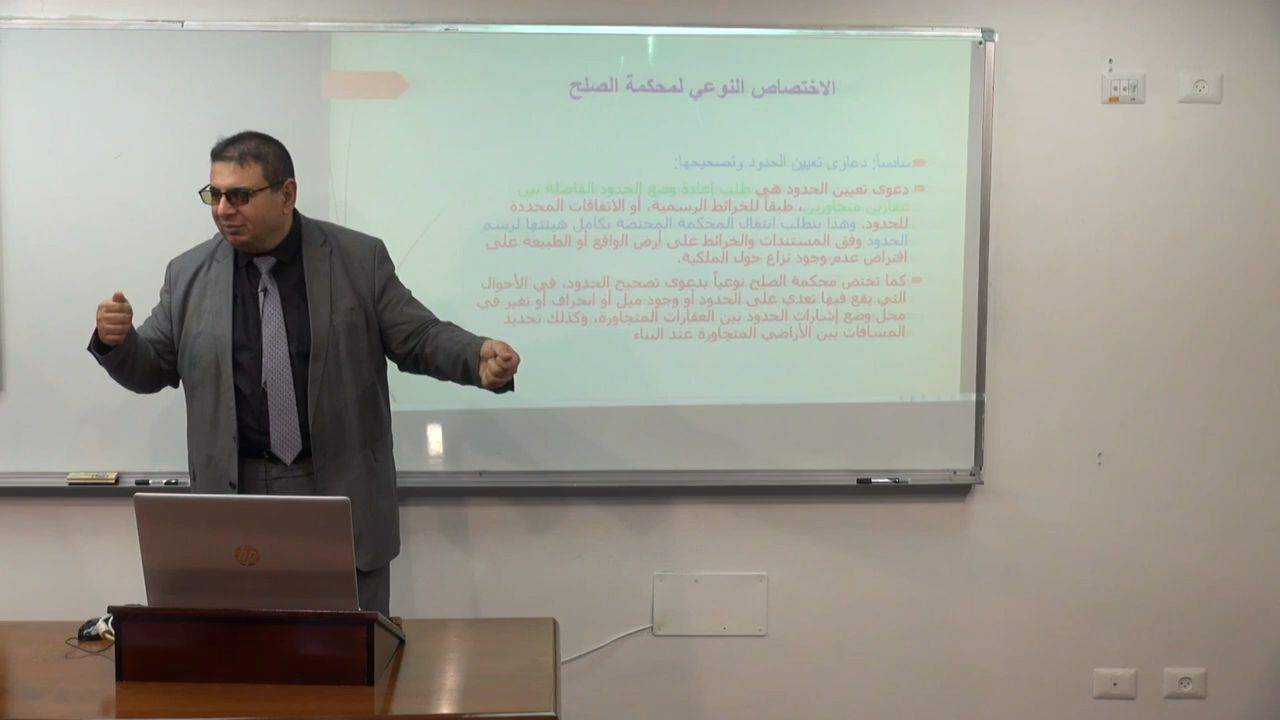 الاختصاص النوعي لمحكمة الصلح
سادساً: دعاوى تعيين الحدود وتصحيحها:
دعوى تعيين الحدود هي طلب إعادة وضع الحدود الفاصلة بين
عقارين متجاورين، طبقاً للخرائط الرسمية، أو الاتفاقات المحددة
للحدود. وهذا يتطلب انتقال المحكمة المختصة بكامل هيئتها لرسم
الحدود وفق المستندات والخرائط على أرض الواقع أو الطبيعة على
افتراض عدم وجود نزاع حول الملكية.
كما تختص محكمة الصلح نوعياً بدعوى تصحيح الحدود، في الأحوال
التي يقع فيها تعدي على الحدود أو وجود ميل أو انحراف أو تغير في
محل وضع إشارات الحدود بين العقارات المتجاورة، وكذلك تحديد
المسافات بين الأراضي المتجاورة عند البناء
hp